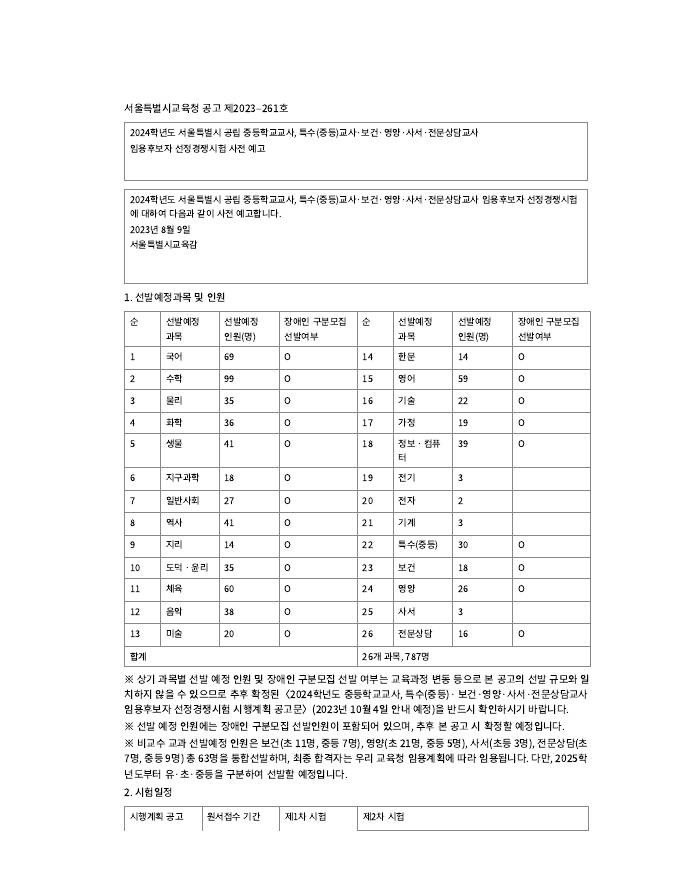 서울특별시교육청 공고 제2023-261호
2024학년도 서울특별시 공립 중등학교교사, 특수(중등)교사·보건·영양·사서·전문상담교사
임용후보자 선정경쟁시험 사전 예고
2024학년도 서울특별시 공립 중등학교교사, 특수(중등)교사·보건·영양·사서·전문상담교사 임용후보자 선정경쟁시험
에 대하여 다음과 같이 사전 예고합니다.
2023년 8월 9일
서울특별시교육감
1. 선발예정과목 및 인원
순 선발예정 선발예정 장애인 구분모집 순 선발예정 선발예정 장애인 구분모집
과목 인원(명) 선발여부 과목 인원(명) 선발여부
1 국어 69 O 14 한문 14 O
2 수학 99 O 15 영어 59 O
3 물리 35 O 16 기술 22 O
4 화학 36 O 17 가정 19 O
5 생물 41 O 18 정보·컴퓨 39 O
터
6 지구과학 18 O 19 전기 3
7 일반사회 27 O 20 전자 2
8 역사 41 O 21 기계 3
9 지리 14 O 22 특수(중등) 30 O
10 도덕·윤리 35 O 23 보건 18 O
11 체육 60 O 24 영양 26 O
12 음악 38 O 25 사서 3
13 미술 20 O 26 전문상담 16 O
합계 26개 과목, 787명
※ 상기 과목별 선발 예정 인원 및 장애인 구분모집 선발 여부는 교육과정 변동 등으로 본 공고의 선발 규모와 일
치하지 않을 수 있으므로 추후 확정된 〈2024학년도 중등학교교사, 특수(중등)·보건·영양·사서·전문상담교사
임용후보자 선정경쟁시험 시행계획 공고문〉(2023년 10월 4일 안내 예정)을 반드시 확인하시기 바랍니다.
※ 선발 예정 인원에는 장애인 구분모집 선발인원이 포함되어 있으며, 추후 본 공고 시 확정할 예정입니다.
※ 비교수 교과 선발예정 인원은 보건(초 11명, 중등 7명), 영양(초 21명, 중등 5명), 사서(초등 3명), 전문상담(초
7명, 중등 9명) 총 63명을 통합선발하며, 최종 합격자는 우리 교육청 임용계획에 따라 임용됩니다. 다만, 2025학
년도부터 유·초·중등을 구분하여 선발할 예정입니다.
2. 시험일정
시행계획 공고 원서접수 기간 제1차 시험 제2차 시험